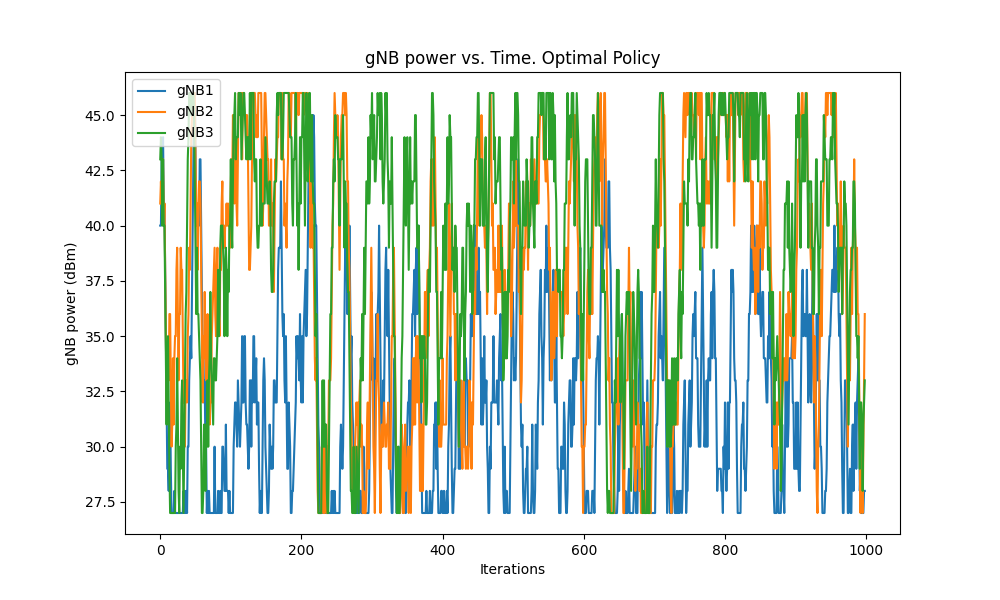 gNB power vs. Time. Optimal Policy
gNB1
gNB2
gNB3
45.0
42.5
40.0
37.5
35.0
32.5
30.0
27.5
gNB power (dBm)
0 200 400 600 800 1000
Iterations